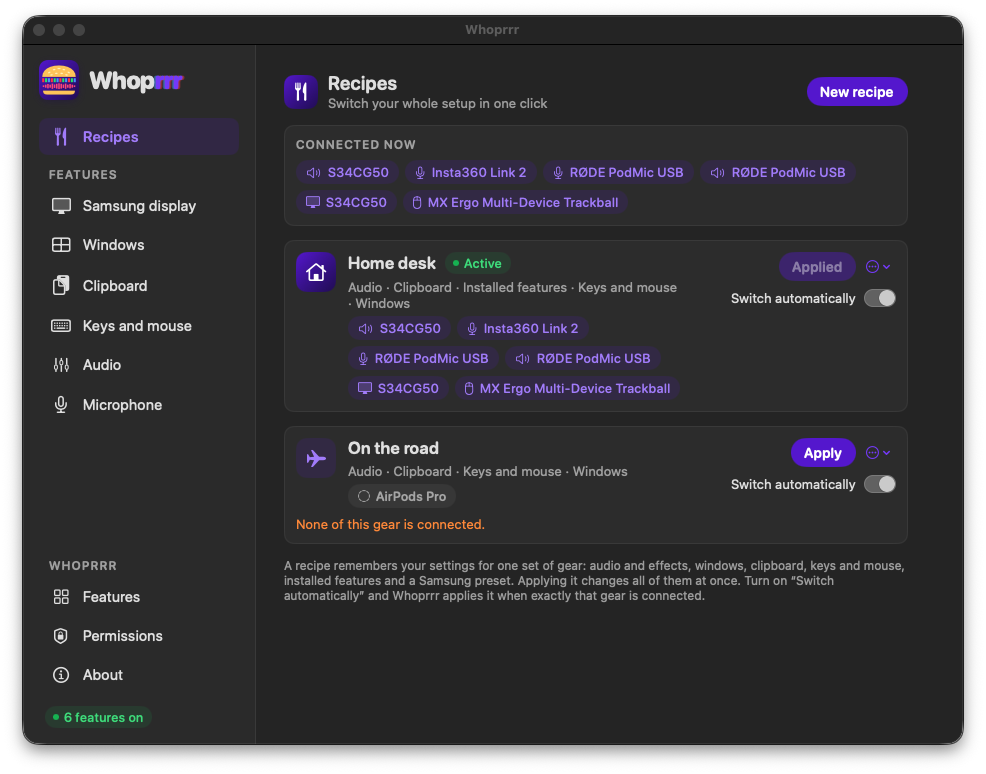 Whoprrr
Whoprrr
Recipes
FEATURES
Samsung display
Windows
Clipboard
Keys and mouse
Audio
Microphone
WHOPRRR
Features
Permissions
About
6 features on
Recipes
Switch your whole setup in one click
New recipe
CONNECTED NOW
S34CG50 Insta360 Link 2 RØDE PodMic USB RØDE PodMic USB
S34CG50 MX Ergo Multi-Device Trackball
Home desk Active
Applied
Audio · Clipboard · Installed features · Keys and mouse
· Windows
Switch automatically
S34CG50 Insta360 Link 2
RØDE PodMic USB RØDE PodMic USB
S34CG50 MX Ergo Multi-Device Trackball
On the road
Apply
Audio · Clipboard · Keys and mouse · Windows
Switch automatically
AirPods Pro
None of this gear is connected.
A recipe remembers your settings for one set of gear: audio and effects, windows, clipboard, keys and mouse,
installed features and a Samsung preset. Applying it changes all of them at once. Turn on “Switch
automatically” and Whoprrr applies it when exactly that gear is connected.